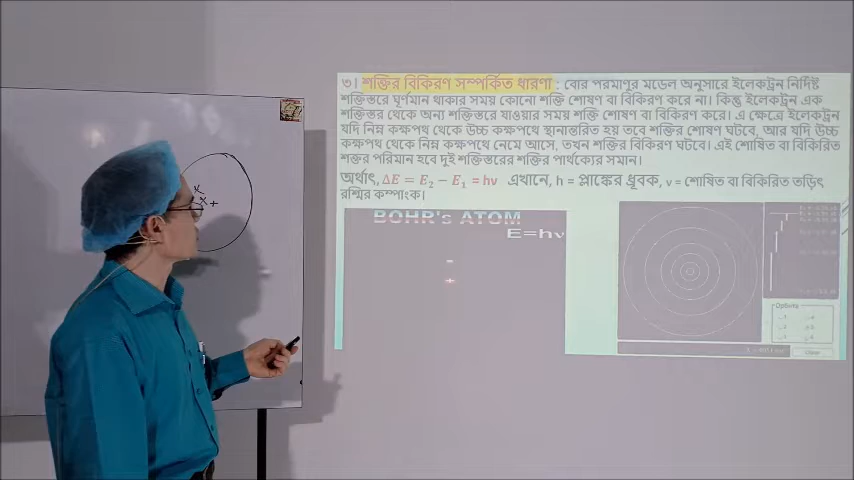 ৩। শক্তির বিকিরণ সম্পর্কিত ধারণা : বোর পরমাণুর মডেল অনুসারে ইলেকট্রন নির্দিষ্ট
শক্তিস্তরে ঘূর্ণমান থাকার সময় কোনো শক্তি শোষণ বা বিকিরণ করে না। কিন্তু ইলেকট্রন এক
শক্তিস্তর থেকে অন্য শক্তিস্তরে যাওয়ার সময় শক্তি শোষণ বা বিকিরণ করে। এ ক্ষেত্রে ইলেকট্রন
যদি নিম্ন কক্ষপথ থেকে উচ্চ কক্ষপথে স্থানান্তরিত হয় তবে শক্তির শোষণ ঘটবে, আর যদি উচ্চ
কক্ষপথ থেকে নিম্ন কক্ষপথে নেমে আসে, তখন শক্তির বিকিরণ ঘটবে। এই শোষিত বা বিকিরিত
শক্তর পরিমান হবে দুই শক্তিস্তরের শক্তির পার্থক্যের সমান।
অর্থাৎ, ΔE = E₂ − E₁ = hν এখানে, h = প্লাঙ্কের ধ্রুবক, ν = শোষিত বা বিকিরিত তড়িৎ
রশ্মির কম্পাংক।
BOHR's ATOM
E=hν
-
+
Options